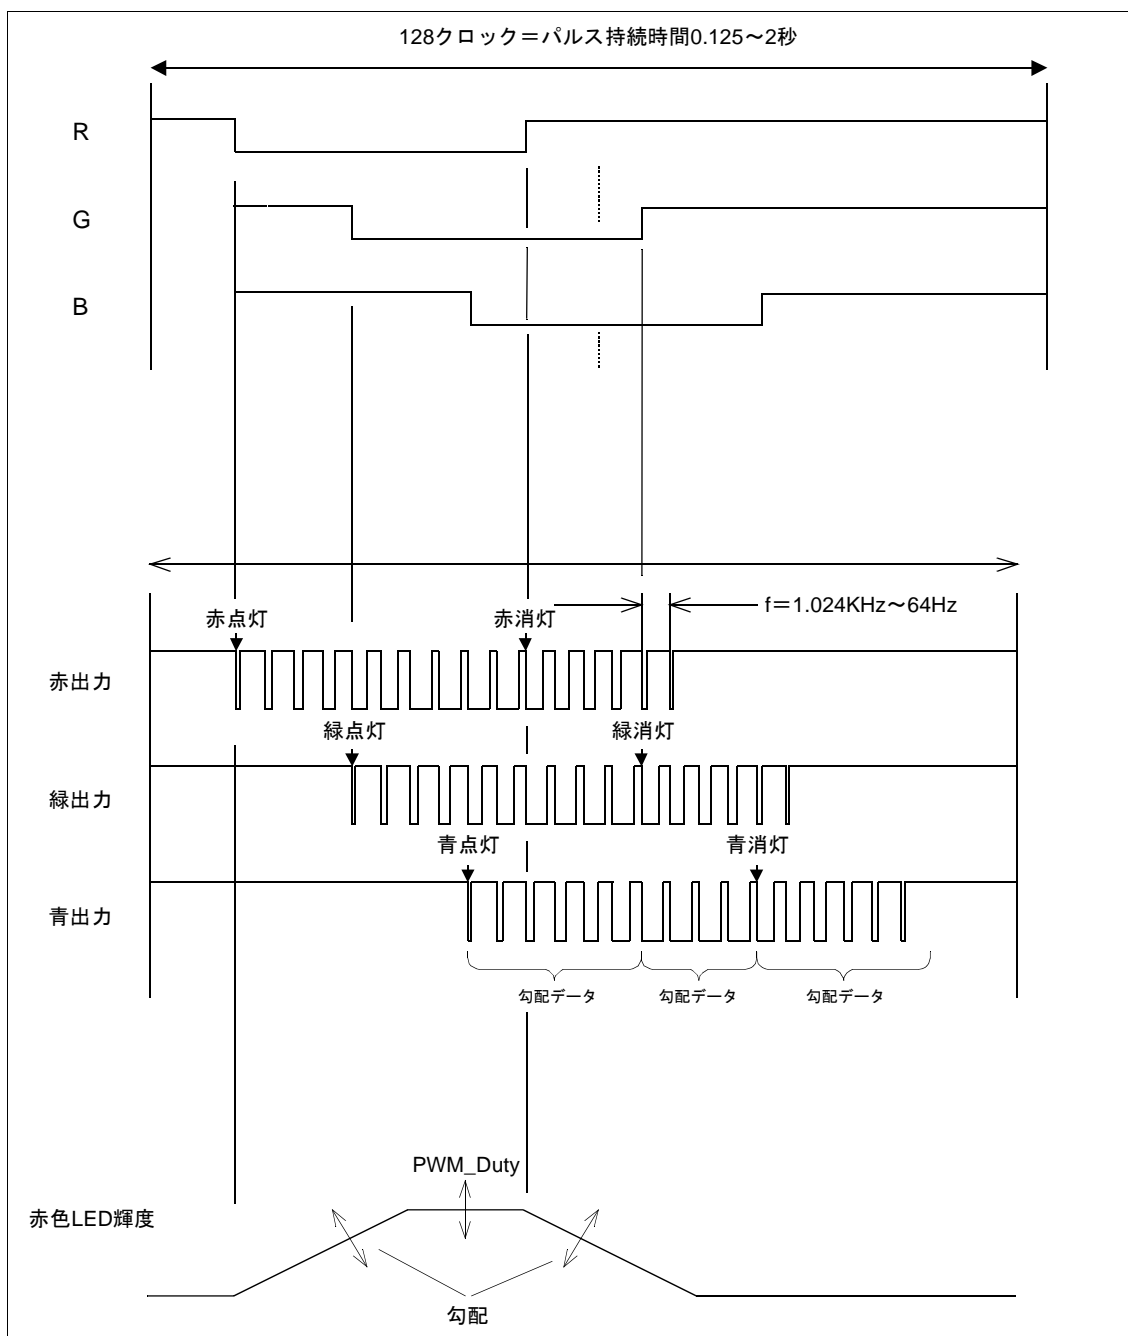 128クロック＝パルス持続時間0.125～2秒
R
G
B
f＝1.024KHz～64Hz
赤点灯
赤消灯
赤出力
緑点灯
緑消灯
緑出力
青点灯
青消灯
青出力
勾配データ
勾配データ
勾配データ
PWM_Duty
赤色LED輝度
勾配